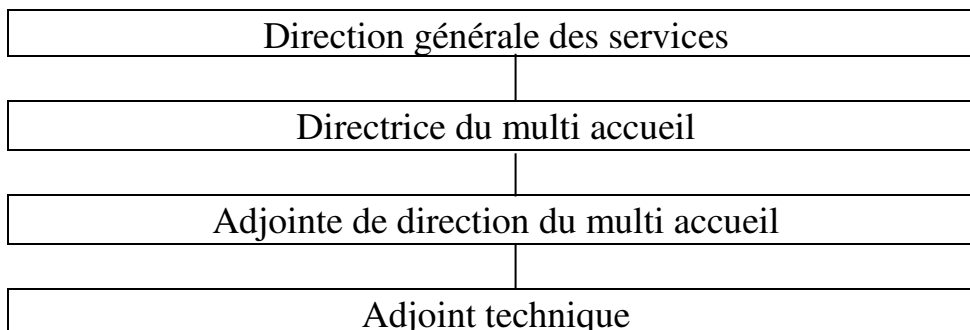 Direction générale des services
Directrice du multi accueil
Adjointe de direction du multi accueil
Adjoint technique